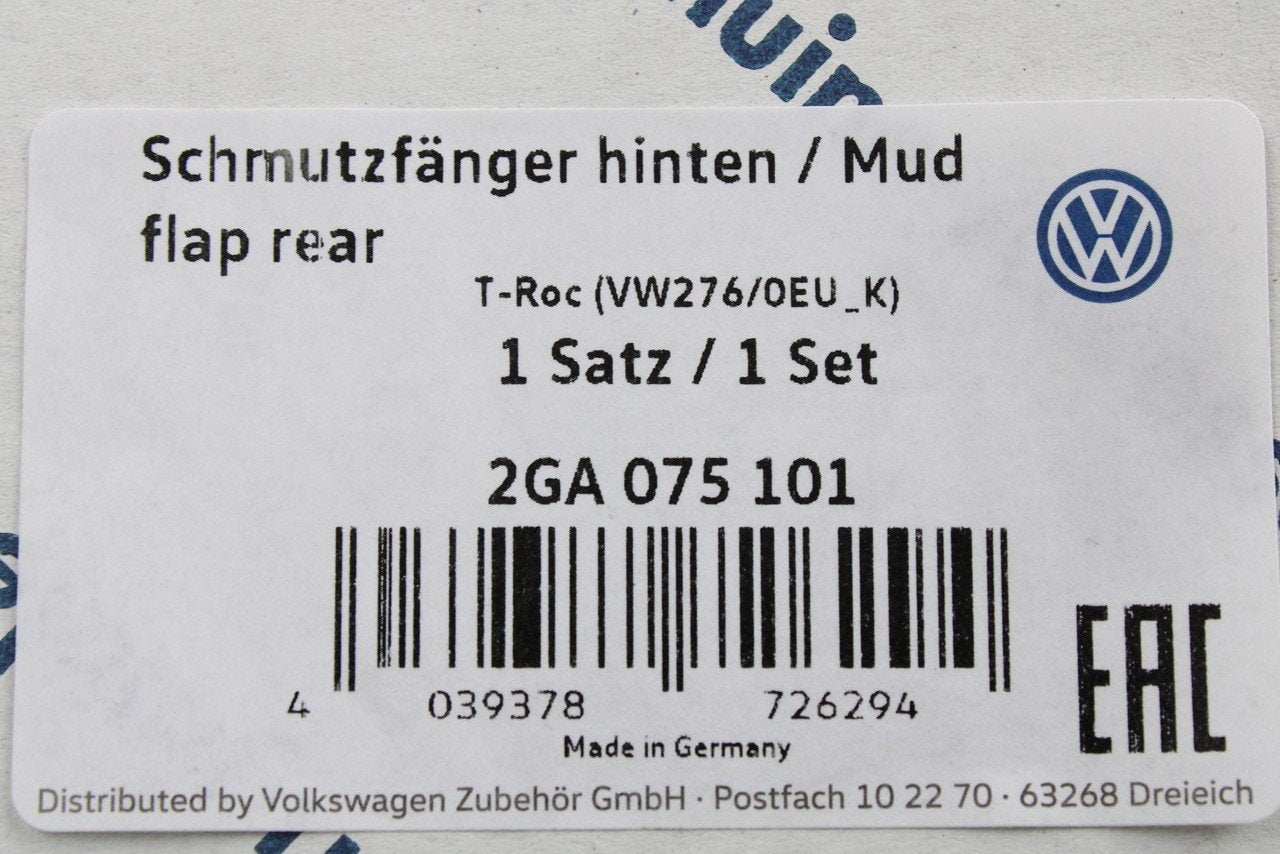 nuin
Schmutzfänger hinten / Mud
flap rear
T-Roc (VW276/0EU_K)
1 Satz / 1 Set
2GA 075 101
4 039378 726294
Made in Germany
EAC
Distributed by Volkswagen Zubehör GmbH · Postfach 10 22 70 · 63268 Dreieich